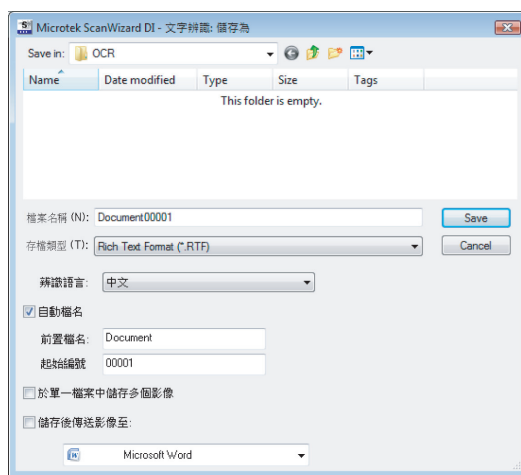 Microtek ScanWizard DI - 文字辨識: 儲存為
Save in: OCR
Name Date modified Type Size Tags
This folder is empty.
檔案名稱 (N): Document00001 Save
存檔類型 (T): Rich Text Format (*.RTF) Cancel
辨識語言: 中文
自動檔名
前置檔名: Document
起始編號 00001
於單一檔案中儲存多個影像
儲存後傳送影像至:
Microsoft Word